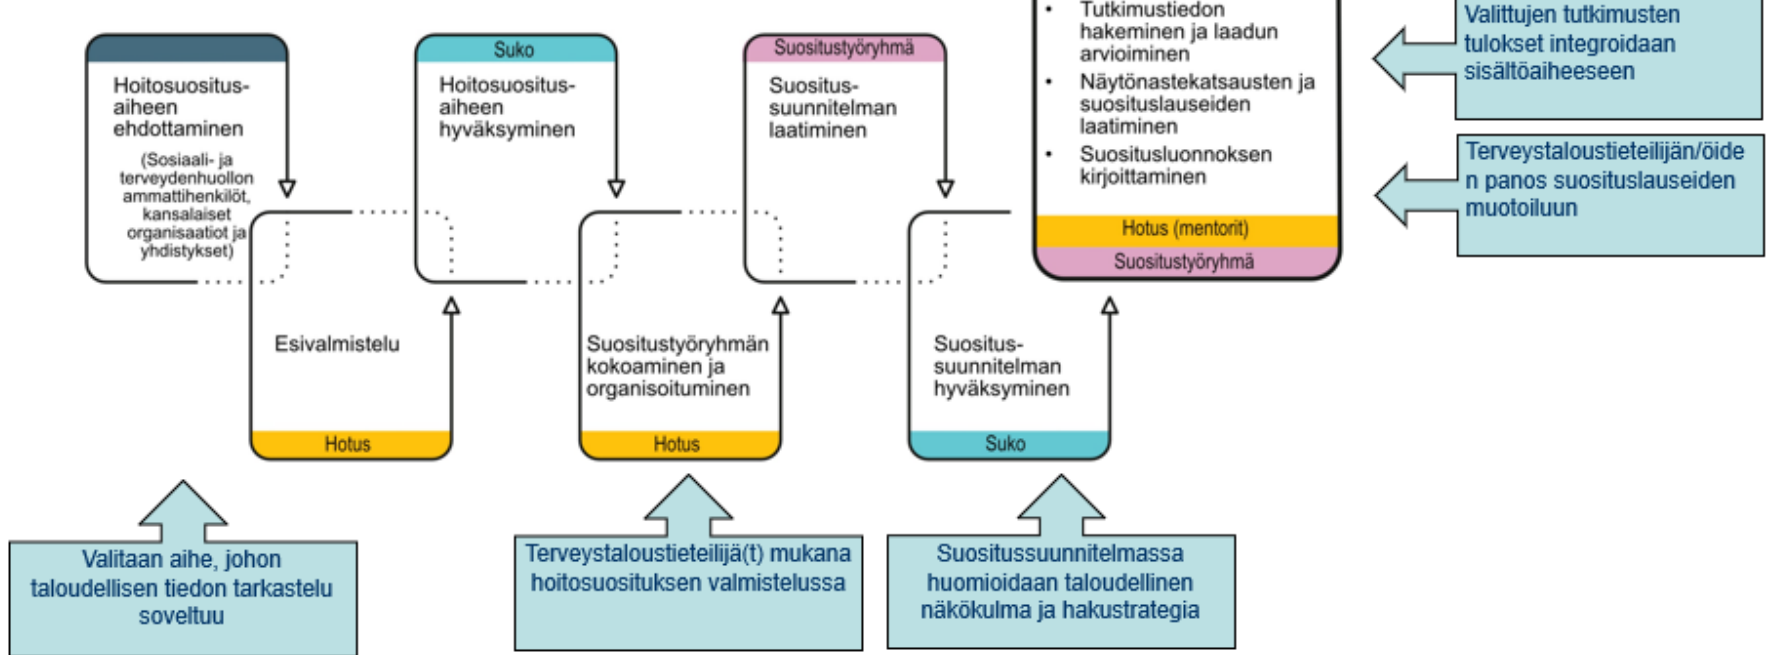 Hoitosuositus-
aiheen
ehdottaminen
(Sosiaali- ja
terveydenhuollon
ammattihenkilöt,
kansalaiset
organisaatiot ja
yhdistykset)
Esivalmistelu
Hotus
Suko
Hoitosuositus-
aiheen
hyväksyminen
Suositustyöryhmän
kokoaminen ja
organisoituminen
Hotus
Suositustyöryhmä
Suositus-
suunnitelman
laatiminen
Suositus-
suunnitelman
hyväksyminen
Suko
• Tutkimustiedon
hakeminen ja laadun
arvioiminen
• Näytönastekatsausten ja
suosituslauseiden
laatiminen
• Suositusluonnoksen
kirjoittaminen
Hotus (mentorit)
Suositustyöryhmä
Valittujen tutkimusten
tulokset integroidaan
sisältöaiheeseen
Terveystaloustieteilijän/öide
n panos suosituslauseiden
muotoiluun
Valitaan aihe, johon
taloudellisen tiedon tarkastelu
soveltuu
Terveystaloustieteilijä(t) mukana
hoitosuosituksen valmistelussa
Suositussuunnitelmassa
huomioidaan taloudellinen
näkökulma ja hakustrategia